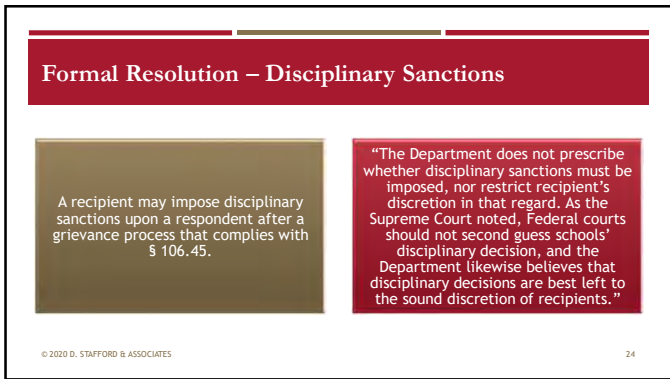 Formal Resolution – Disciplinary Sanctions
A recipient may impose disciplinary
sanctions upon a respondent after a
grievance process that complies with
§ 106.45.
“The Department does not prescribe
whether disciplinary sanctions must be
imposed, nor restrict recipient’s
discretion in that regard. As the
Supreme Court noted, Federal courts
should not second guess schools’
disciplinary decision, and the
Department likewise believes that
disciplinary decisions are best left to
the sound discretion of recipients.”
© 2020 D. STAFFORD & ASSOCIATES
24